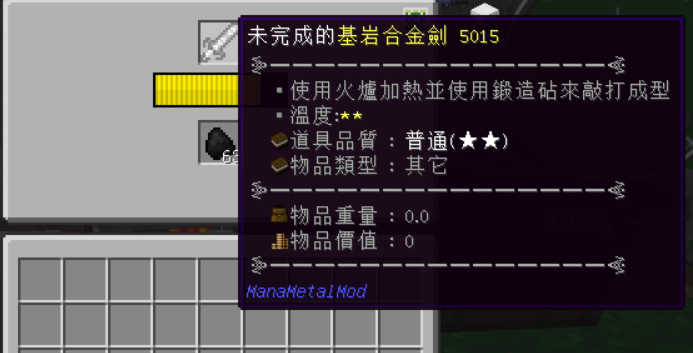 未完成的基岩合金劍 5015
▪使用火爐加熱並使用鍛造砧來敲打成型
▪溫度:**
道具品質 : 普通(★★)
物品類型 : 其它
物品重量 : 0.0
物品價值 : 0
ManaMetalMod